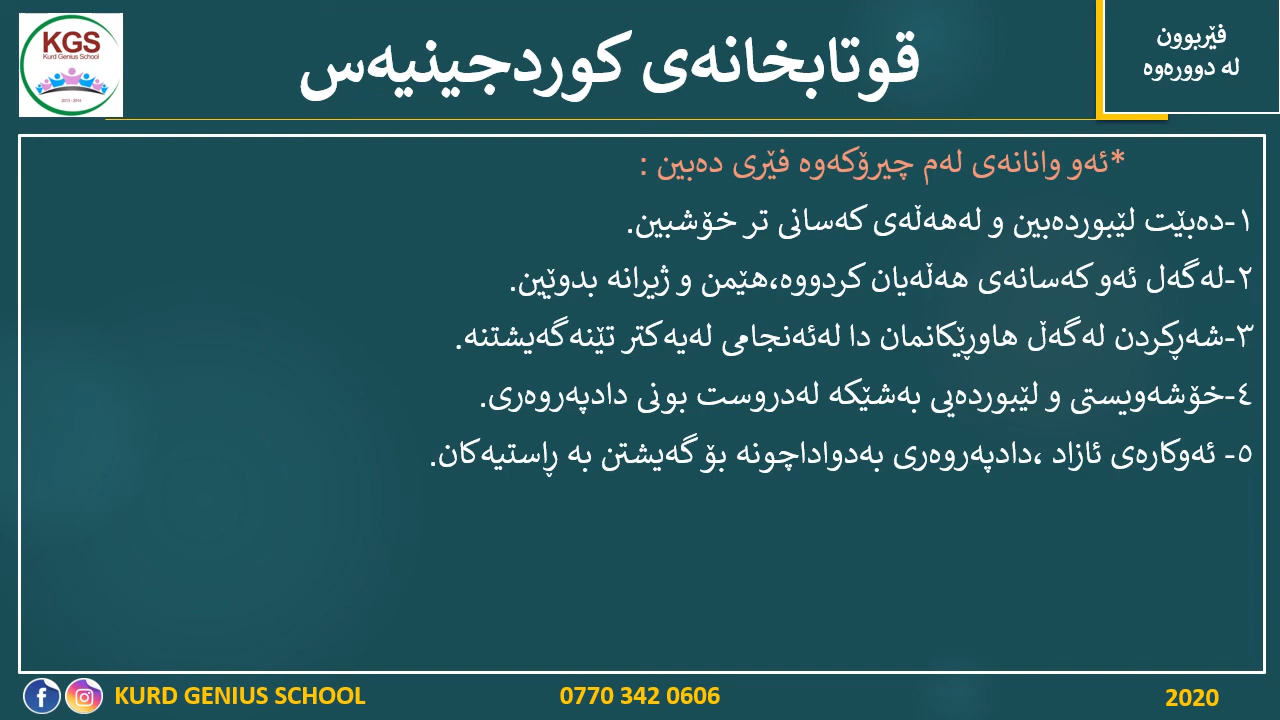 KGS
Kurd Genius School
2013 - 2014
قوتابخانەی کوردجینیەس
فێربوون
لە دوورەوە
*ئەو وانانەی لەم چیرۆکەوە فێری دەبین :
١-دەبێت لێبوردەبین و لەهەڵەی کەسانی تر خۆشبین.
٢-لەگەل ئەو کەسانەی هەڵەیان کردووە،هێمن و ژیرانە بدوێین.
٣-شەڕکردن لەگەڵ هاوڕێکانمان دا لەئەنجامی لەیەکتر تێنەگەیشتنە.
٤-خۆشەویستی و لێبوردەیی بەشێکە لەدروست بونی دادپەروەری.
٥- ئەوکارەی ئازاد ،دادپەروەری بەدواداچونە بۆ گەیشتن بە ڕاستیەکان.
KURD GENIUS SCHOOL
0770 342 0606
2020